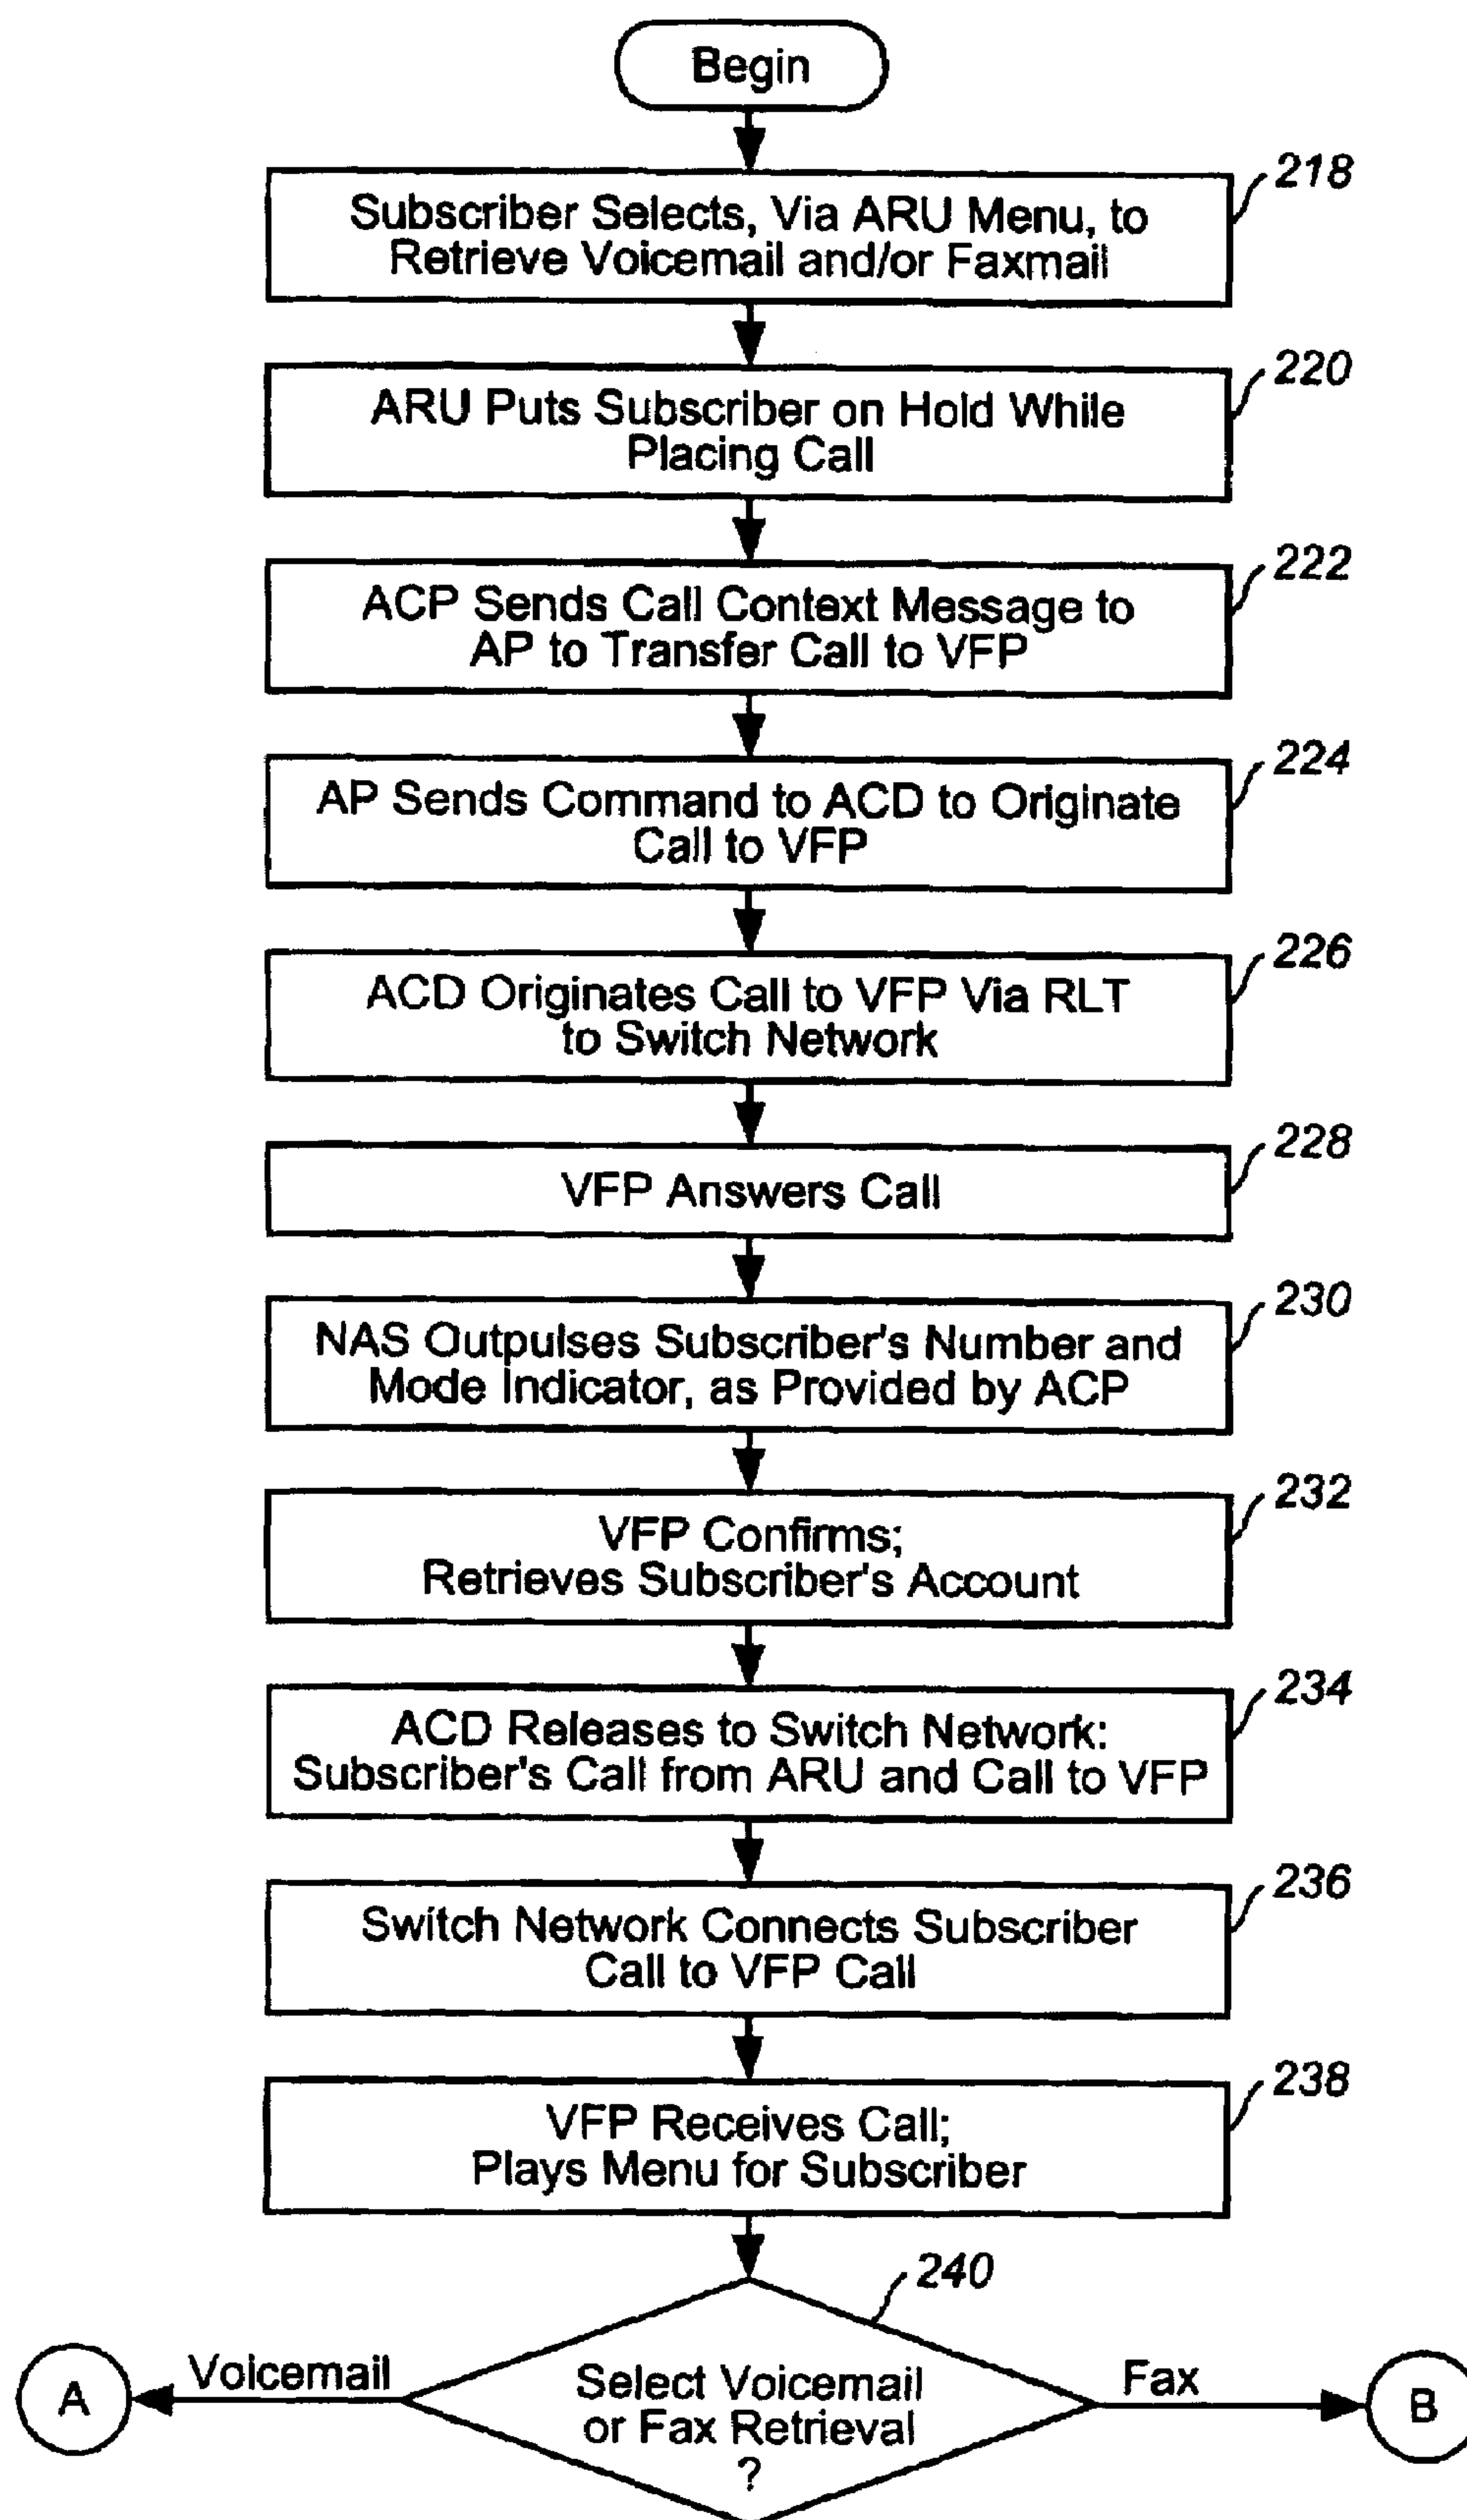 Begin
218
Subscriber Selects, Via ARU Menu, to
Retrieve Voicemail and/or Faxmail
220
ARU Puts Subscriber on Hold While
Placing Call
222
ACP Sends Call Context Message to
AP to Transfer Call to VFP
224
AP Sends Command to ACD to Originate
Call to VFP
226
ACD Originates Call to VFP Via RLT
to Switch Network
228
VFP Answers Call
230
NAS Outpulses Subscriber's Number and
Mode Indicator, as Provided by ACP
232
VFP Confirms;
Retrieves Subscriber's Account
234
ACD Releases to Switch Network:
Subscriber's Call from ARU and Call to VFP
236
Switch Network Connects Subscriber
Call to VFP Call
238
VFP Receives Call;
Plays Menu for Subscriber
240
A
Voicemail
Select Voicemail
or Fax Retrieval
?
Fax
B